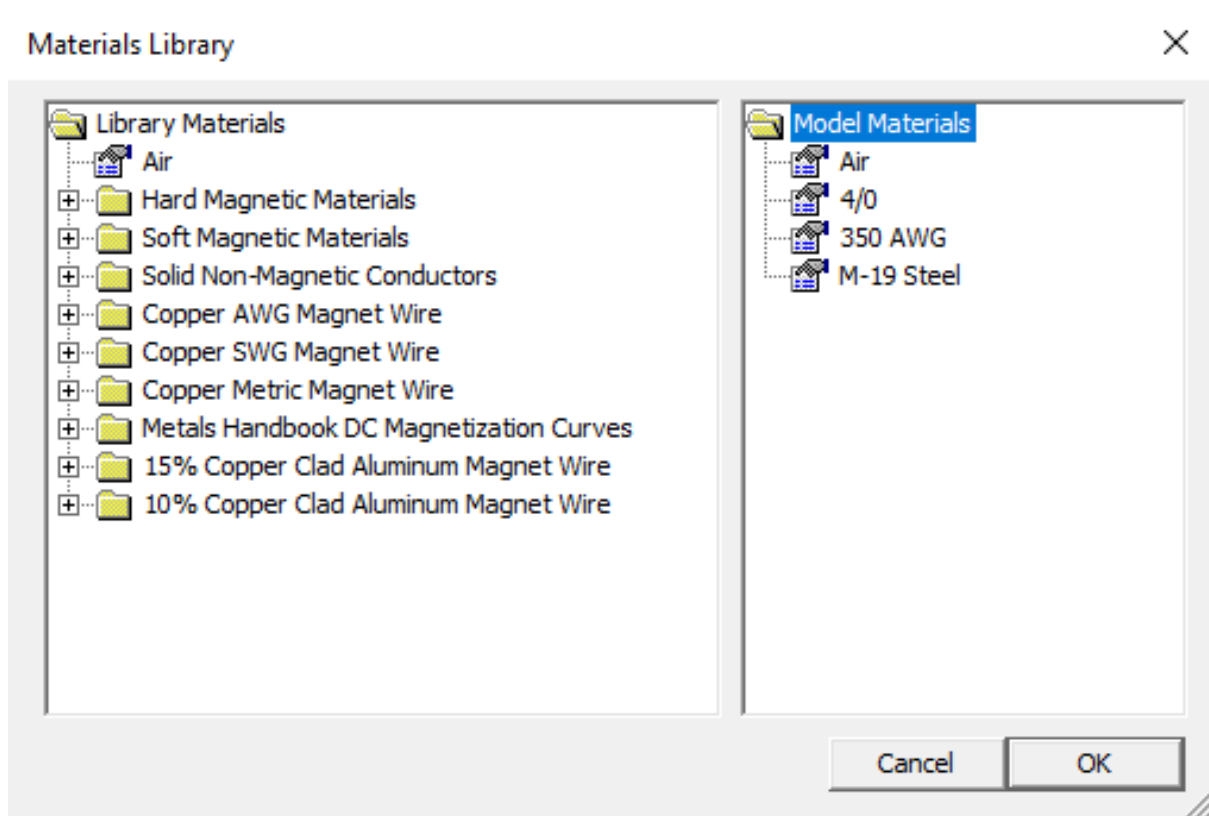 Materials Library
Library Materials
Air
Hard Magnetic Materials
Soft Magnetic Materials
Solid Non-Magnetic Conductors
Copper AWG Magnet Wire
Copper SWG Magnet Wire
Copper Metric Magnet Wire
Metals Handbook DC Magnetization Curves
15% Copper Clad Aluminum Magnet Wire
10% Copper Clad Aluminum Magnet Wire
Model Materials
Air
4/0
350 AWG
M-19 Steel
Cancel
OK